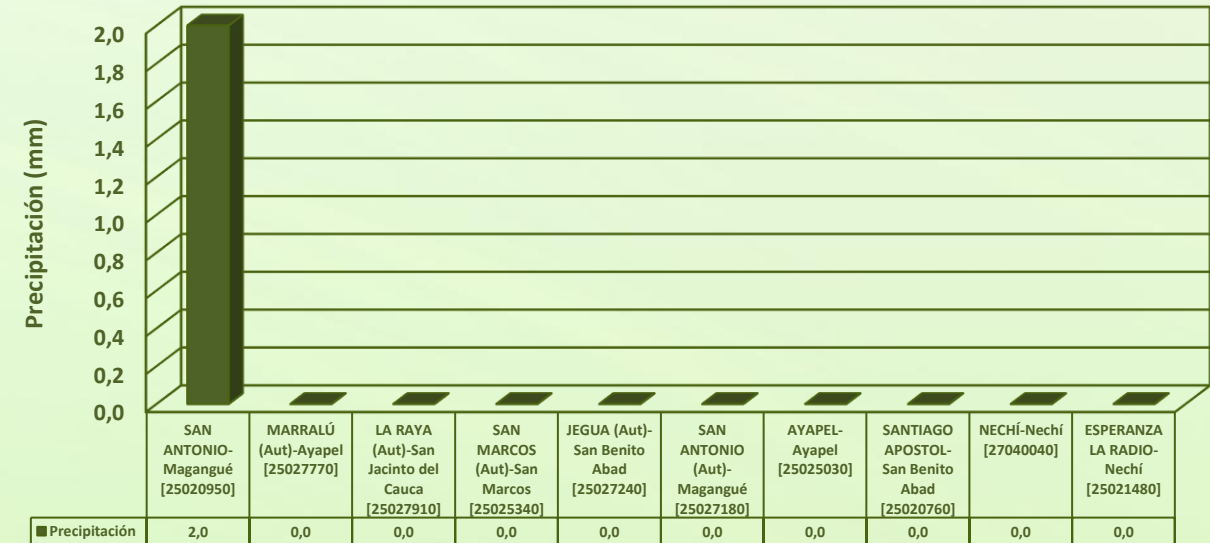 Precipitación (mm)
2,0
1,8
1,6
1,4
1,2
1,0
0,8
0,6
0,4
0,2
0,0
SAN
ANTONIO-
Magangué
[25020950]
MARRALÚ
(Aut)-Ayapel
[25027770]
LA RAYA
(Aut)-San
Jacinto del
Cauca
[25027910]
SAN
MARCOS
(Aut)-San
Marcos
[25025340]
JEGUA (Aut)-
San Benito
Abad
[25027240]
SAN
ANTONIO
(Aut)-
Magangué
[25027180]
AYAPEL-
Ayapel
[25025030]
SANTIAGO
APOSTOL-
San Benito
Abad
[25020760]
NECHÍ-Nechí
[27040040]
ESPERANZA
LA RADIO-
Nechí
[25021480]
Precipitación 2,0 0,0 0,0 0,0 0,0 0,0 0,0 0,0 0,0 0,0